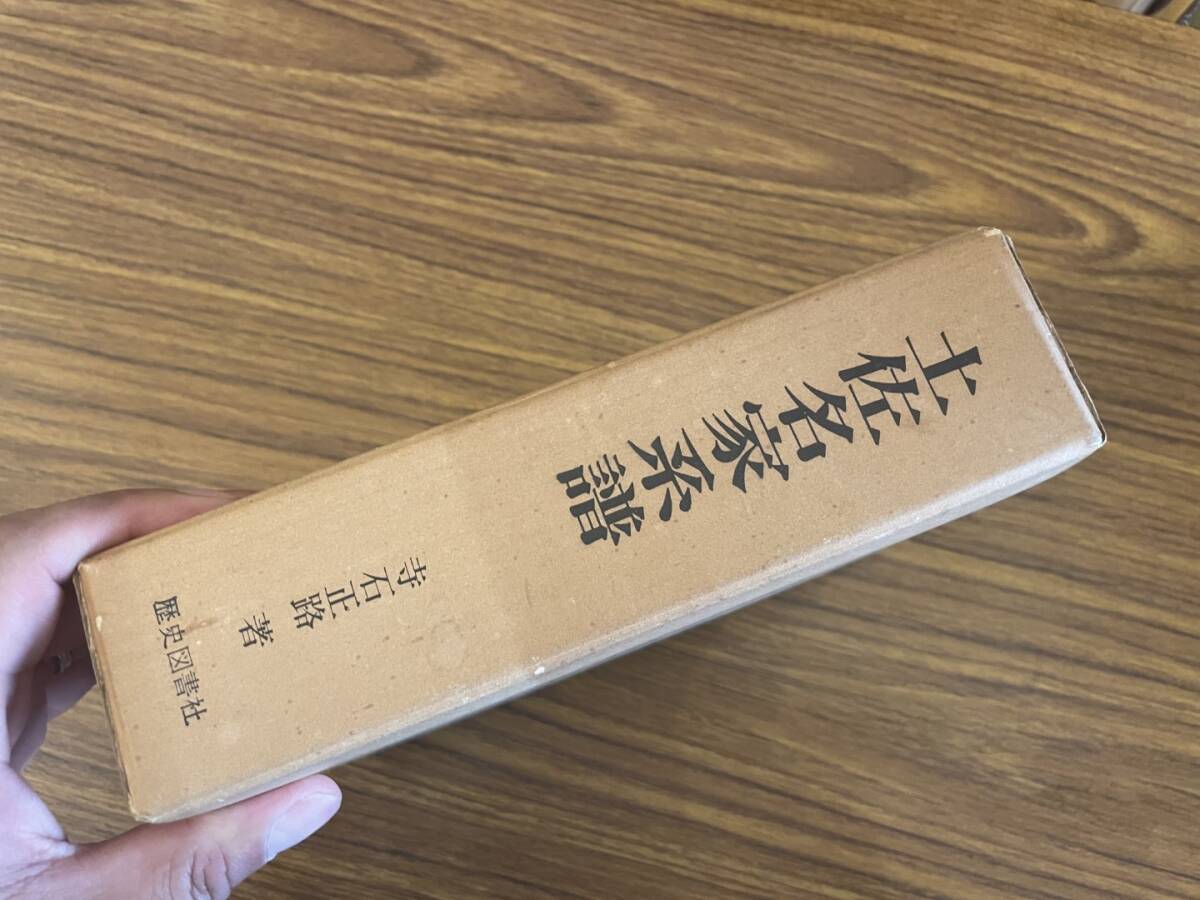 土佐名家系譜
寺石正路 著
歴史図書社